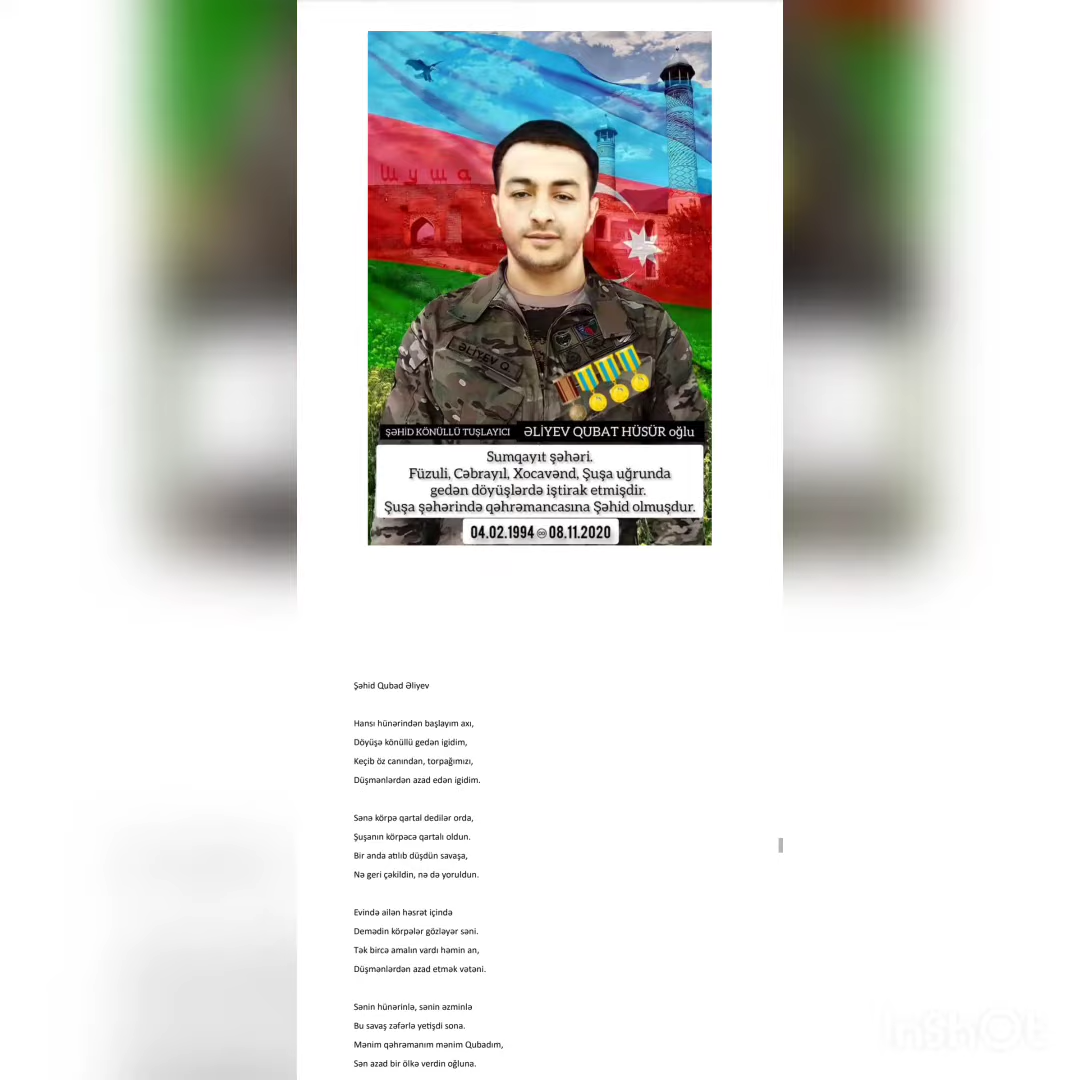 Шуша
ƏLİYEV Q
ŞƏHİD KÖNÜLLÜ TUŞLAYICI ƏLİYEV QUBAT HÜSÜR oğlu
Sumqayıt şəhəri.
Füzuli, Cəbrayıl, Xocavənd, Şuşa uğrunda
gedən döyüşlərdə iştirak etmişdir.
Şuşa şəhərində qəhrəmancasına Şəhid olmuşdur.
04.02.1994 ♾ 08.11.2020
Şəhid Qubad Əliyev
Hansı hünərindən başlayım axı,
Döyüşə könüllü gedən igidim,
Keçib öz canından, torpağımızı,
Düşmənlərdən azad edən igidim.
Sənə körpə qartal dedilər orda,
Şuşanın körpəcə qartalı oldun.
Bir anda atılıb düşdün savaşa,
Nə geri çəkildin, nə də yoruldun.
Evində ailən həsrət içində
Demədin körpələr gözləyər səni.
Tək bircə amalın vardı həmin an,
Düşmənlərdən azad etmək vətəni.
Sənin hünərinlə, sənin əzminlə
Bu savaş zəfərlə yetişdi sona.
Mənim qəhrəmanım mənim Qubadım,
Sən azad bir ölkə verdin oğluna.
InShOt